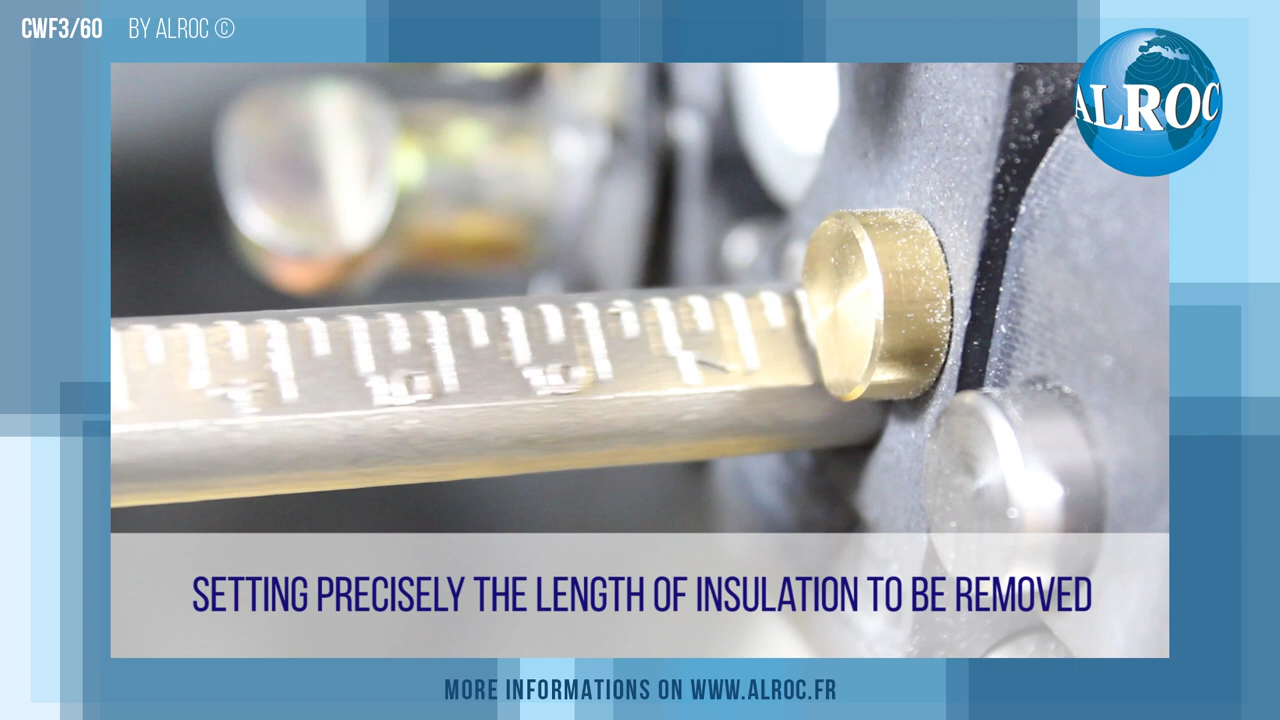 CWF3/60 BY ALROC ©
ALROC
SETTING PRECISELY THE LENGTH OF INSULATION TO BE REMOVED
MORE INFORMATIONS ON WWW.ALROC.FR